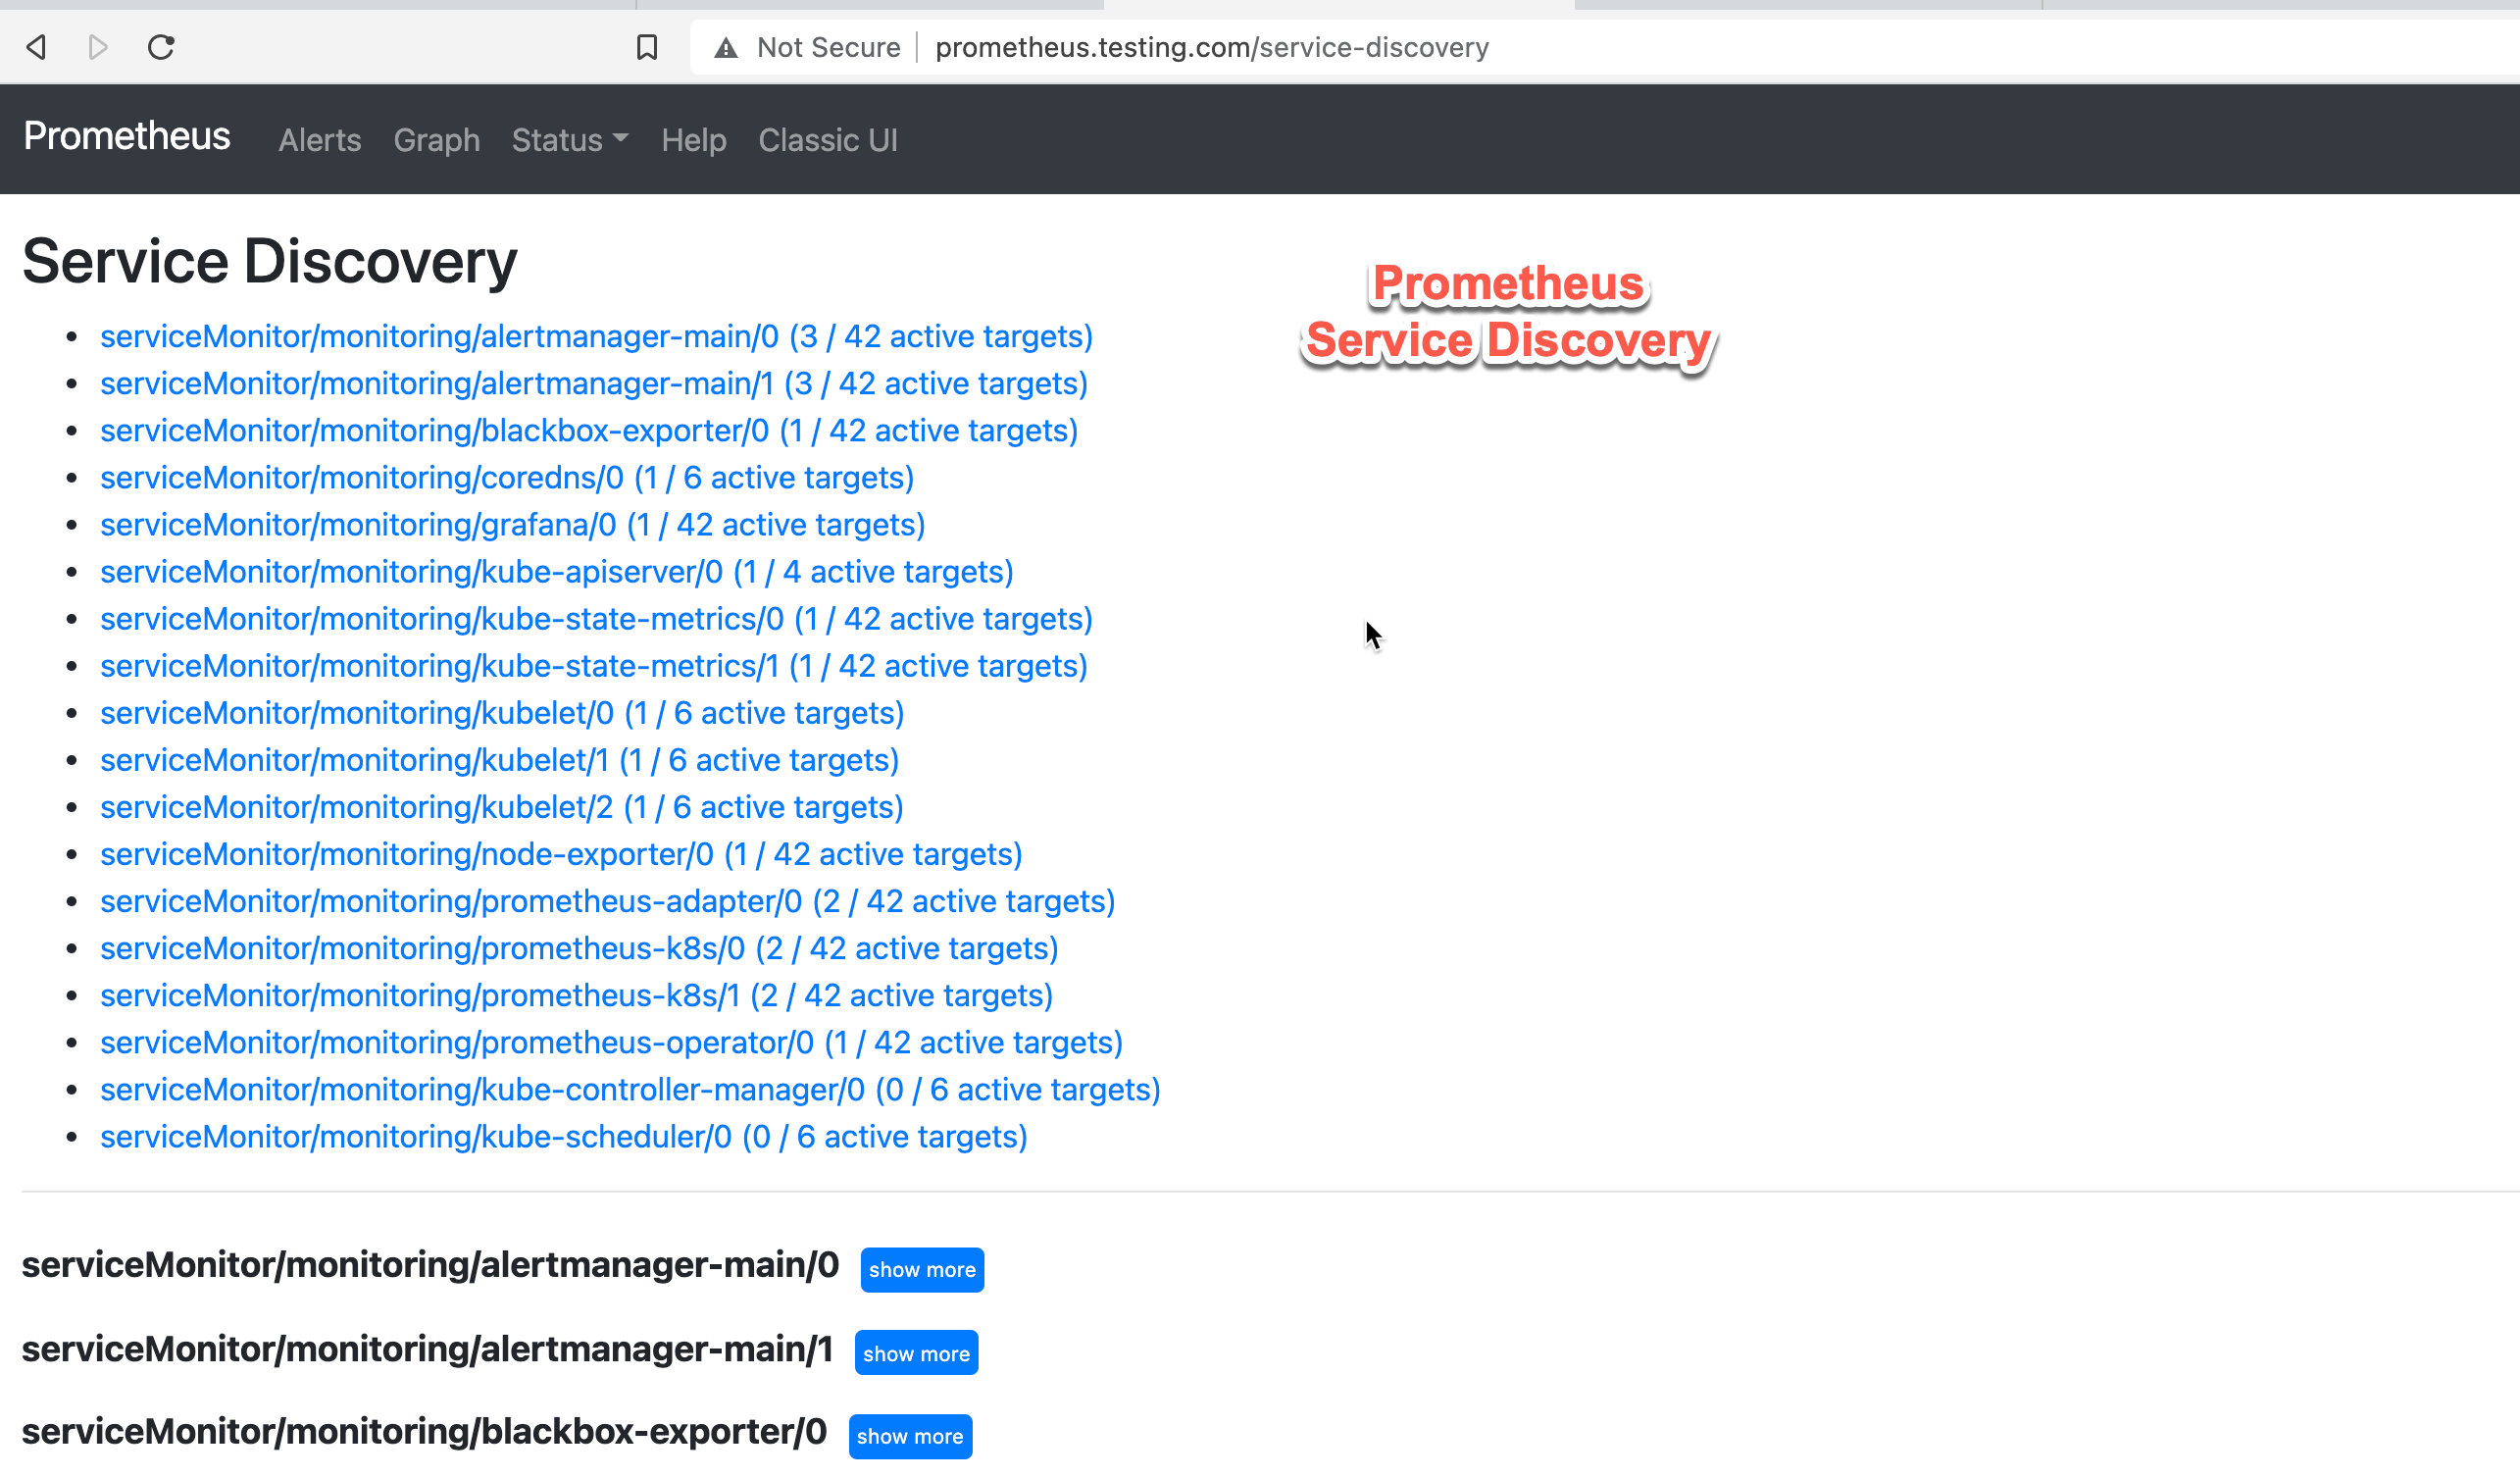 Not Secure prometheus.testing.com/service-discovery
Prometheus Alerts Graph Status Help Classic UI
Service Discovery
Prometheus
Service Discovery
serviceMonitor/monitoring/alertmanager-main/0 (3 / 42 active targets)
serviceMonitor/monitoring/alertmanager-main/1 (3 / 42 active targets)
serviceMonitor/monitoring/blackbox-exporter/0 (1 / 42 active targets)
serviceMonitor/monitoring/coredns/0 (1 / 6 active targets)
serviceMonitor/monitoring/grafana/0 (1 / 42 active targets)
serviceMonitor/monitoring/kube-apiserver/0 (1 / 4 active targets)
serviceMonitor/monitoring/kube-state-metrics/0 (1 / 42 active targets)
serviceMonitor/monitoring/kube-state-metrics/1 (1 / 42 active targets)
serviceMonitor/monitoring/kubelet/0 (1 / 6 active targets)
serviceMonitor/monitoring/kubelet/1 (1 / 6 active targets)
serviceMonitor/monitoring/kubelet/2 (1 / 6 active targets)
serviceMonitor/monitoring/node-exporter/0 (1 / 42 active targets)
serviceMonitor/monitoring/prometheus-adapter/0 (2 / 42 active targets)
serviceMonitor/monitoring/prometheus-k8s/0 (2 / 42 active targets)
serviceMonitor/monitoring/prometheus-k8s/1 (2 / 42 active targets)
serviceMonitor/monitoring/prometheus-operator/0 (1 / 42 active targets)
serviceMonitor/monitoring/kube-controller-manager/0 (0 / 6 active targets)
serviceMonitor/monitoring/kube-scheduler/0 (0 / 6 active targets)
serviceMonitor/monitoring/alertmanager-main/0 show more
serviceMonitor/monitoring/alertmanager-main/1 show more
serviceMonitor/monitoring/blackbox-exporter/0 show more